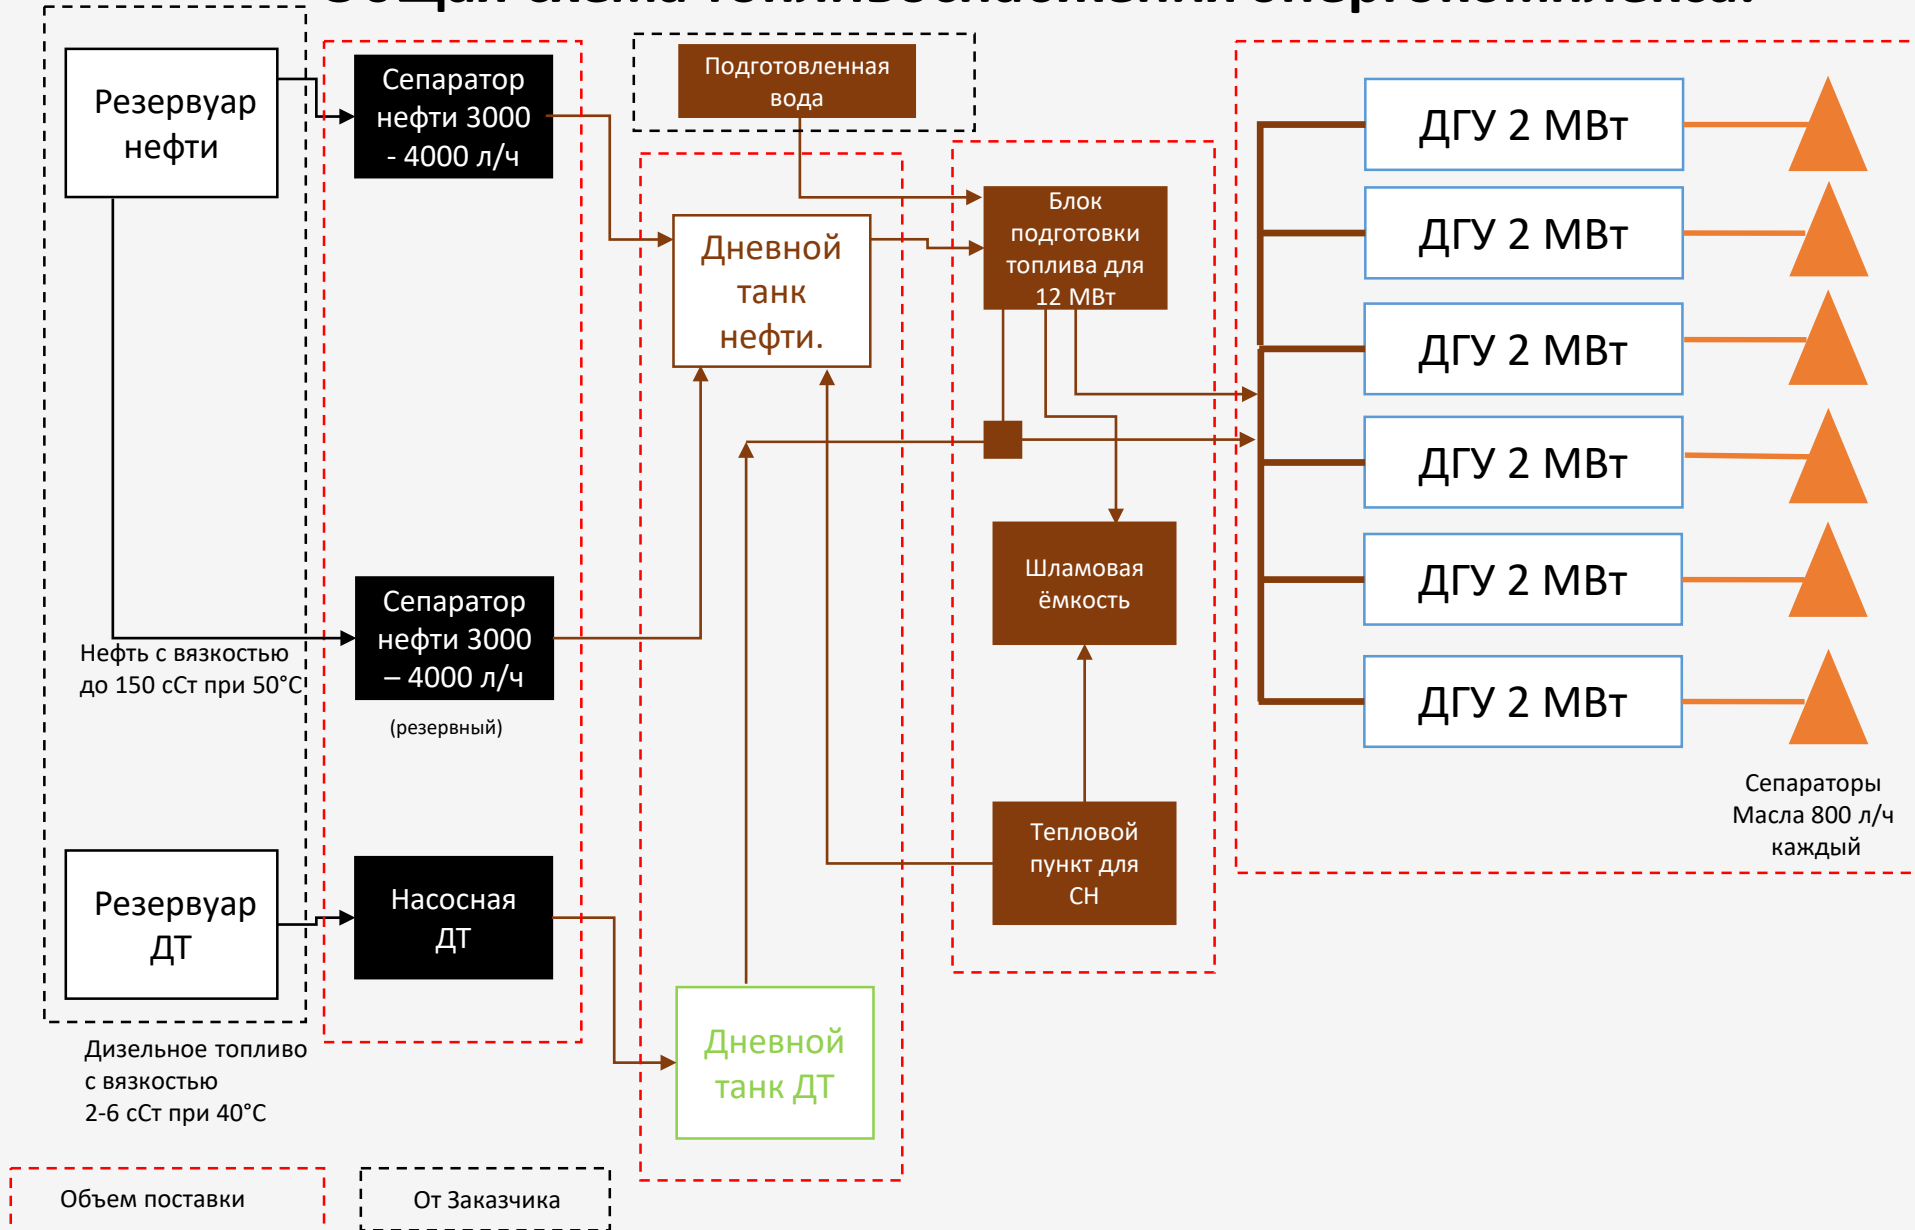 Общая схема топливоснабжения энергокомплекса.
Резервуар
нефти
Сепаратор
нефти 3000
- 4000 л/ч
Подготовленная
вода
Дневной
танк
нефти.
Блок
подготовки
топлива для
12 МВт
ДГУ 2 МВт
ДГУ 2 МВт
ДГУ 2 МВт
ДГУ 2 МВт
ДГУ 2 МВт
ДГУ 2 МВт
Сепараторы
Масла 800 л/ч
каждый
Нефть с вязкостью
до 150 сСт при 50°С
Сепаратор
нефти 3000
– 4000 л/ч
(резервный)
Шламовая
ёмкость
Тепловой
пункт для
СН
Резервуар
ДТ
Насосная
ДТ
Дневной
танк ДТ
Дизельное топливо
с вязкостью
2-6 сСт при 40°С
Объем поставки
От Заказчика